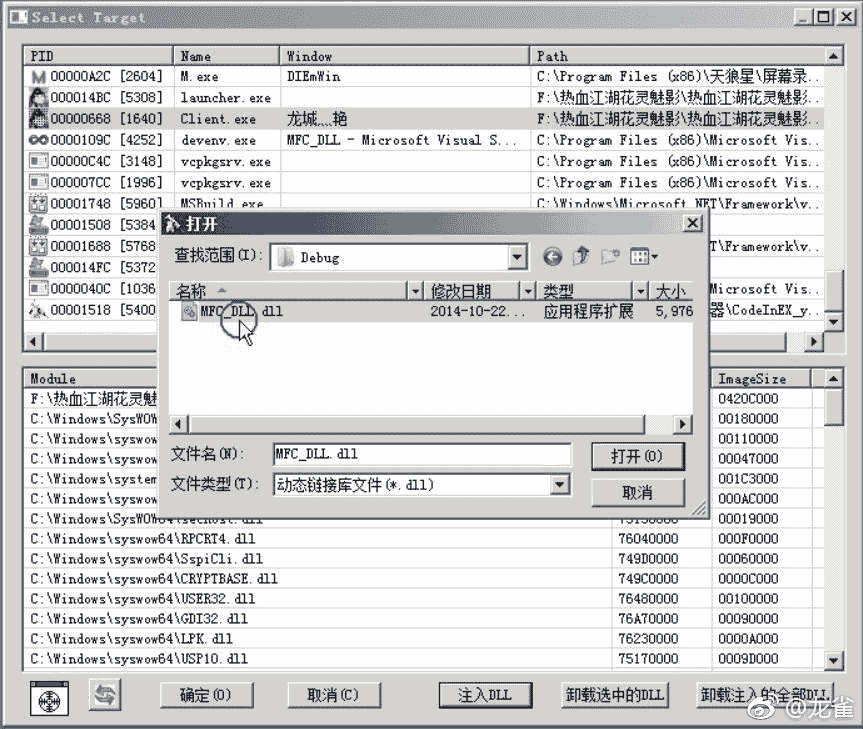 Select Target
PID Name Window Path
00000A2C [2604] M.exe DIEmWin C:\Program Files (x86)\天狼星\屏幕录..
000014BC [5308] launcher.exe F:\热血江湖花灵魅影\热血江湖花灵魅影..
00000668 [1640] Client.exe 龙城灬艳 F:\热血江湖花灵魅影\热血江湖花灵魅影..
0000109C [4252] devenv.exe MFC_DLL - Microsoft Visual S... C:\Program Files (x86)\Microsoft Vis..
00000C4C [3148] vcpkgsrv.exe C:\Program Files (x86)\Microsoft Vis..
000007CC [1996] vcpkgsrv.exe C:\Program Files (x86)\Microsoft Vis..
00001748 [5960] MSBuild.exe C:\Windows\Microsoft.NET\Framework\v..
00001508 [5384
00001688 [5768 T\Framework\v..
000014FC [5372
0000040C [1036 Microsoft Vis..
00001518 [5400 器\CodeInEX_y..
打开
查找范围(I): Debug
名称 修改日期 类型 大小
MFC_DLL.dll 2014-10-22... 应用程序扩展 5,976
文件名(N): MFC_DLL.dll 打开(O)
文件类型(T): 动态链接库文件(*.dll) 取消
Module ImageSize
F:\热血江湖花灵魅 0420C000
C:\Windows\SysWOW 00180000
C:\Windows\syswow 00110000
C:\Windows\syswow 00047000
C:\Windows\system 001C3000
C:\Windows\syswow 000AC000
C:\Windows\SysWOW64\sechost.dll 75150000 00019000
C:\Windows\syswow64\RPCRT4.dll 76040000 000F0000
C:\Windows\syswow64\SspiCli.dll 749D0000 00060000
C:\Windows\syswow64\CRYPTBASE.dll 749C0000 0000C000
C:\Windows\syswow64\USER32.dll 76480000 00100000
C:\Windows\syswow64\GDI32.dll 76A70000 00090000
C:\Windows\syswow64\LPK.dll 76230000 0000A000
C:\Windows\syswow64\USP10.dll 75170000 0009D000
确定(O) 取消(C) 注入DLL 卸载选中的DLL 卸载注入的全部DLL
@龙雀